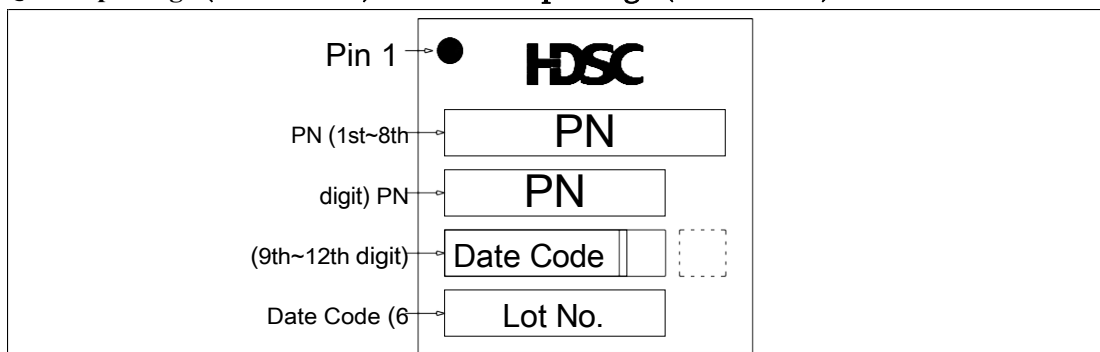 Pin 1
HDSC
PN (1st~8th
PN
digit) PN
PN
(9th~12th digit)
Date Code
Date Code (6
Lot No.